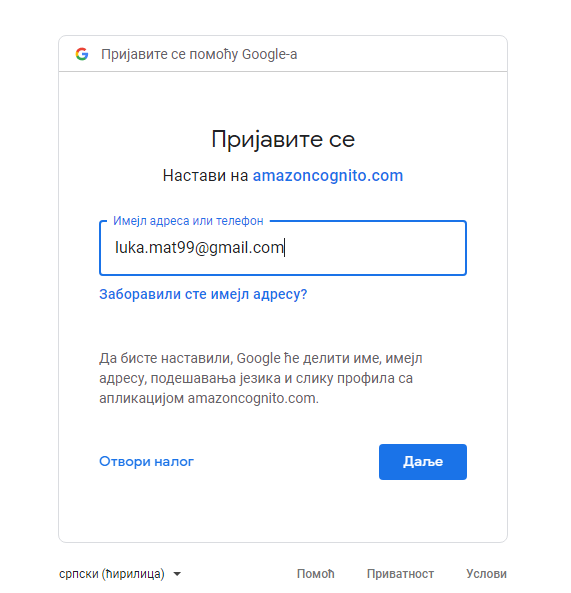 Пријавите се помоћу Google-а
Пријавите се
Настави на amazoncognito.com
Имејл адреса или телефон
luka.mat99@gmail.com
Заборавили сте имејл адресу?
Да бисте наставили, Google ће делити име, имејл
адресу, подешавања језика и слику профила са
апликацијом amazoncognito.com.
Отвори налог
Даље
српски (ћирилица)
Помоћ
Приватност
Услови